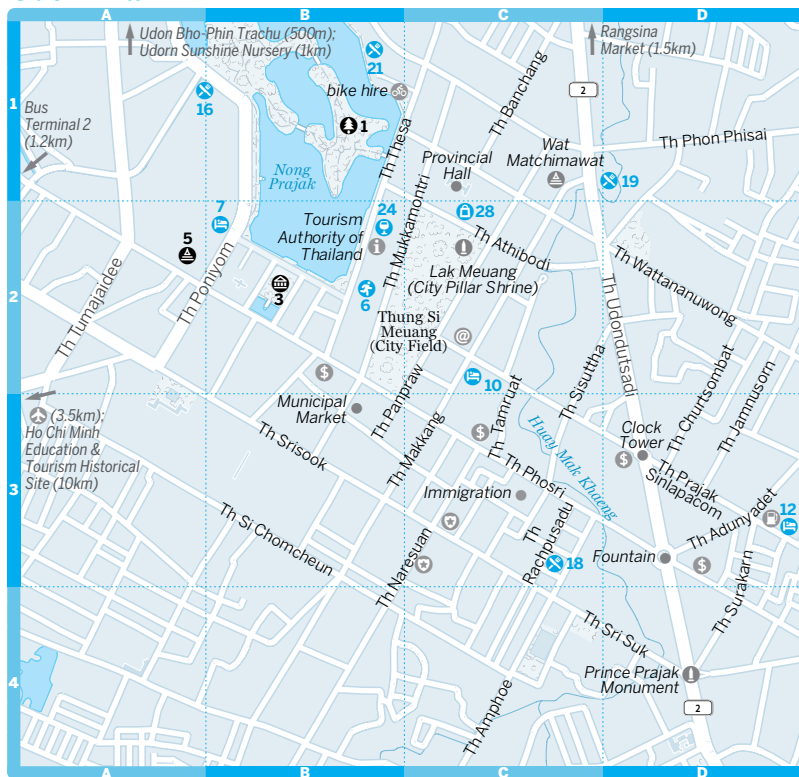 A
B
C
D
Udon Bho-Phin Trachu (500m);
Udorn Sunshine Nursery (1km)
Rangsina
Market (1.5km)
21
2
1
bike hire
16
Bus
Terminal 2
(1.2km)
1
Th Thesa
Th Banchang
Th Phon Phisai
Wat
Matchimawat
Provincial
Hall
Nong
Prajak
19
7
24
28
5
Tourism
Authority of
Thailand
Th Mukkamontri
Th Athibodi
Lak Meuang
(City Pillar Shrine)
Th Wattananuwong
2
Th Tumajaidee
Th Poniyom
3
6
Thung Si
Meuang
(City Field)
@
Th Udondutsadi
$
10
Th Sisuttha
Th Churtsombat
Th Jamnusorn
(3.5km);
Ho Chi Minh
Education &
Tourism Historical
Site (10km)
Municipal
Market
Th Panpraw
Th Makkang
$
Th Tamruat
Huay Mak Khaeng
Clock
Tower
$
Th Srisook
Th Phosri
Th Prajak
Sinlapacom
3
Th Si Chomcheun
Immigration
Th
Rachpusadu
Th Adunyadet
12
Th Naresuan
18
Fountain
$
Th Surakarn
Th Sri Suk
4
Prince Prajak
Monument
2
Th Amphoe
A
B
C
D